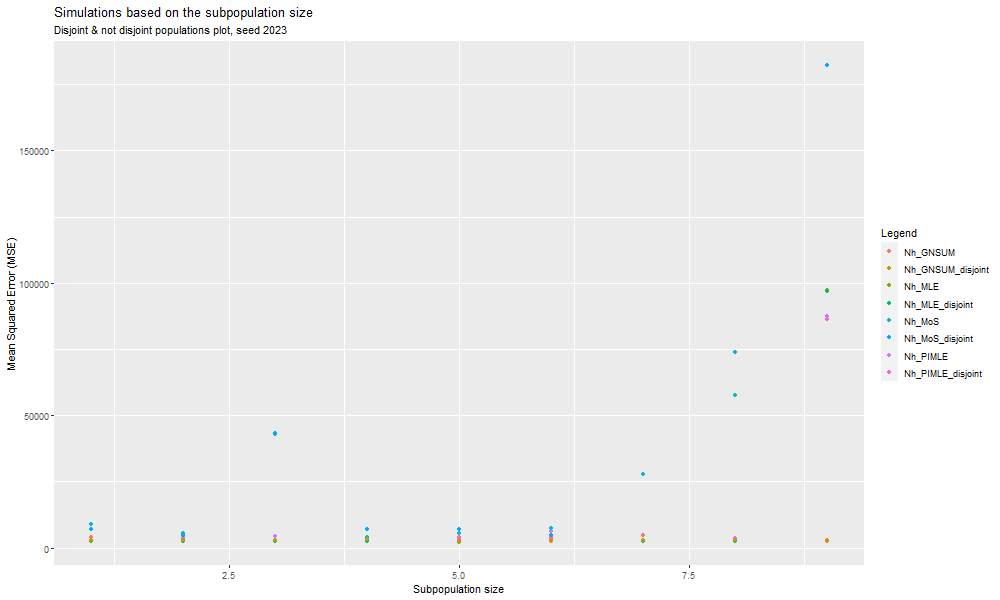 Simulations based on the subpopulation size
Disjoint & not disjoint populations plot, seed 2023
Mean Squared Error (MSE)
150000
100000
50000
0
2.5
5.0
7.5
Subpopulation size
Legend
Nh_GNSUM
Nh_GNSUM_disjoint
Nh_MLE
Nh_MLE_disjoint
Nh_MoS
Nh_MoS_disjoint
Nh_PIMLE
Nh_PIMLE_disjoint